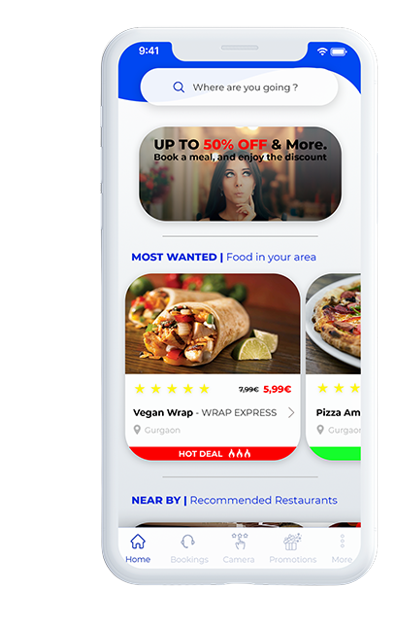 9:41
Where are you going ?
UP TO 50% OFF & More.
Book a meal, and enjoy the discount
MOST WANTED | Food in your area
7,99€ 5,99€
Vegan Wrap - WRAP EXPRESS
Gurgaon
HOT DEAL
Pizza Am
Gurgaon
NEAR BY | Recommended Restaurants
Home
Bookings
Camera
Promotions
More